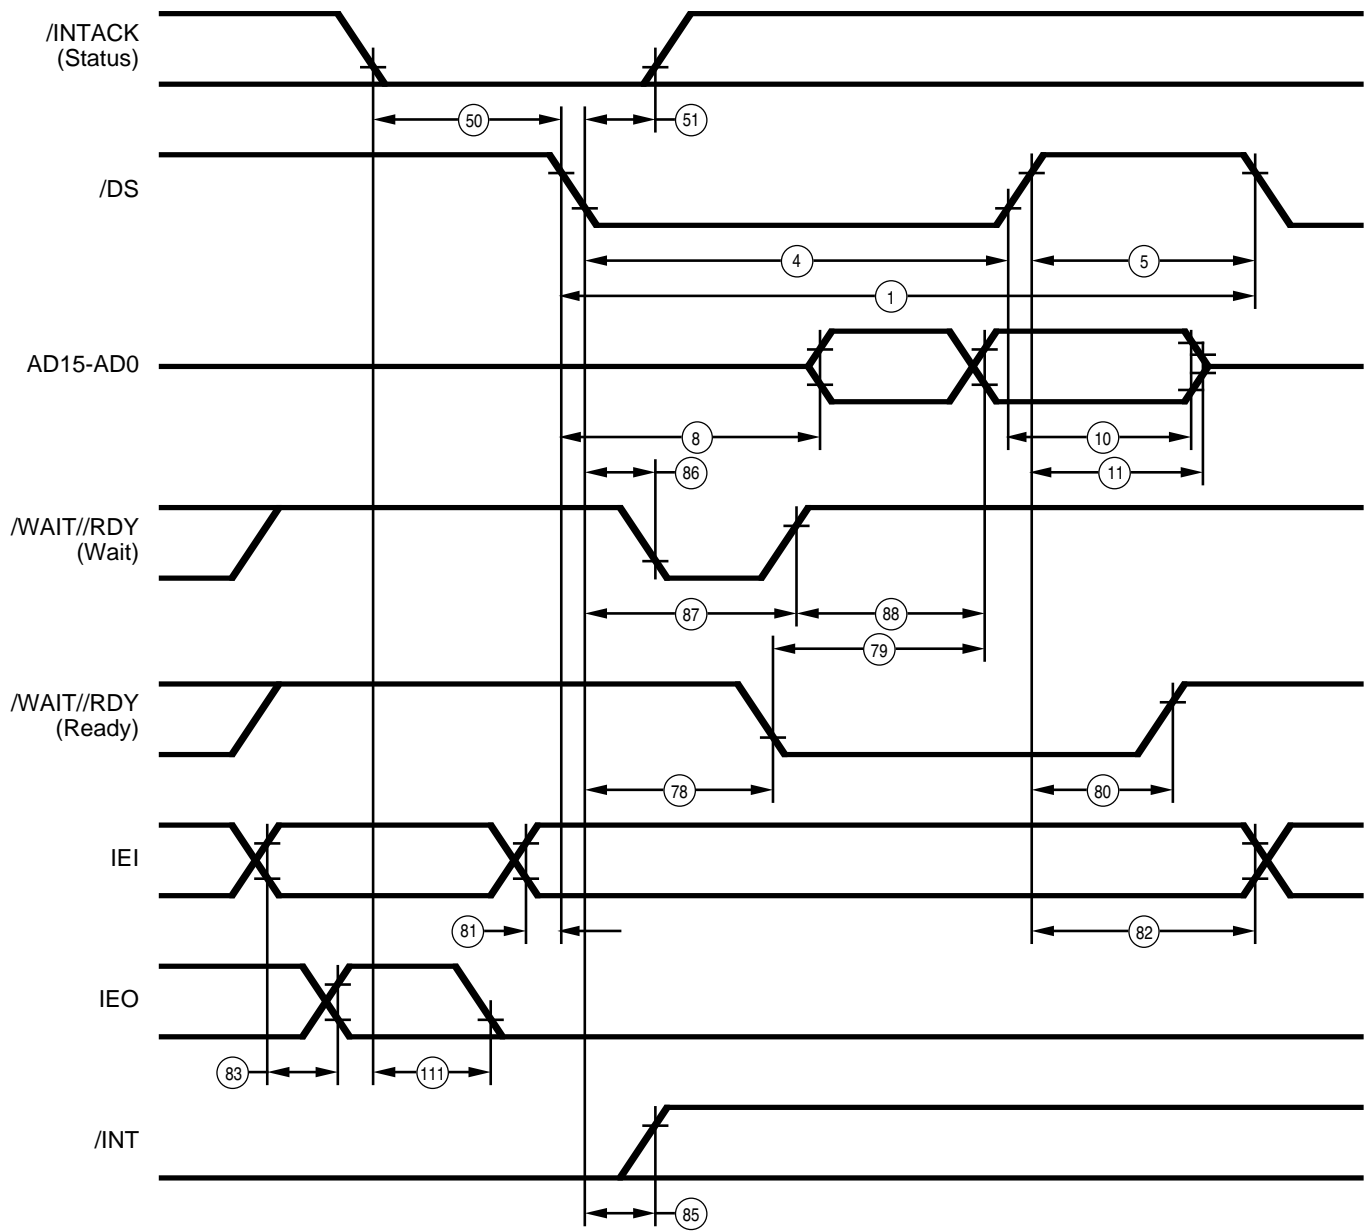 /INTACK
(Status)
50
51
/DS
4
5
1
AD15-AD0
8
10
86
11
/WAIT//RDY
(Wait)
87
88
79
/WAIT//RDY
(Ready)
78
80
IEI
81
82
IEO
83
111
/INT
85